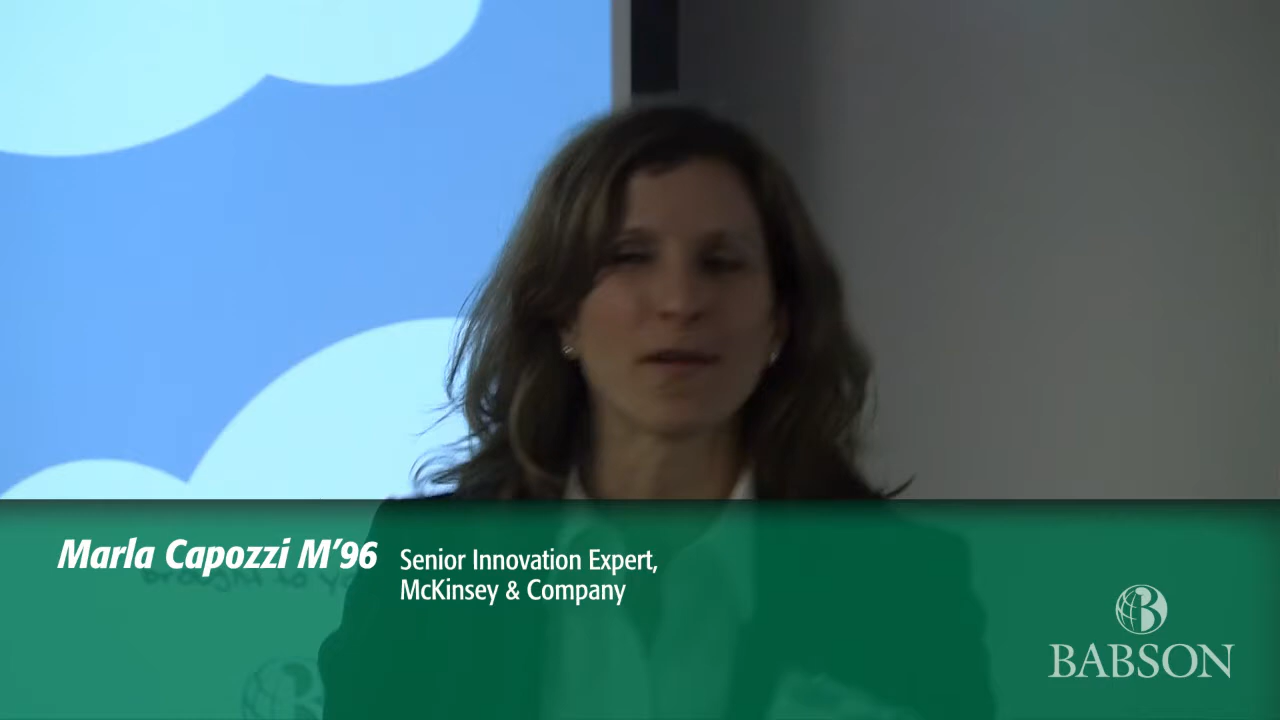 Marla Capozzi M’96
Senior Innovation Expert,
McKinsey & Company
BABSON